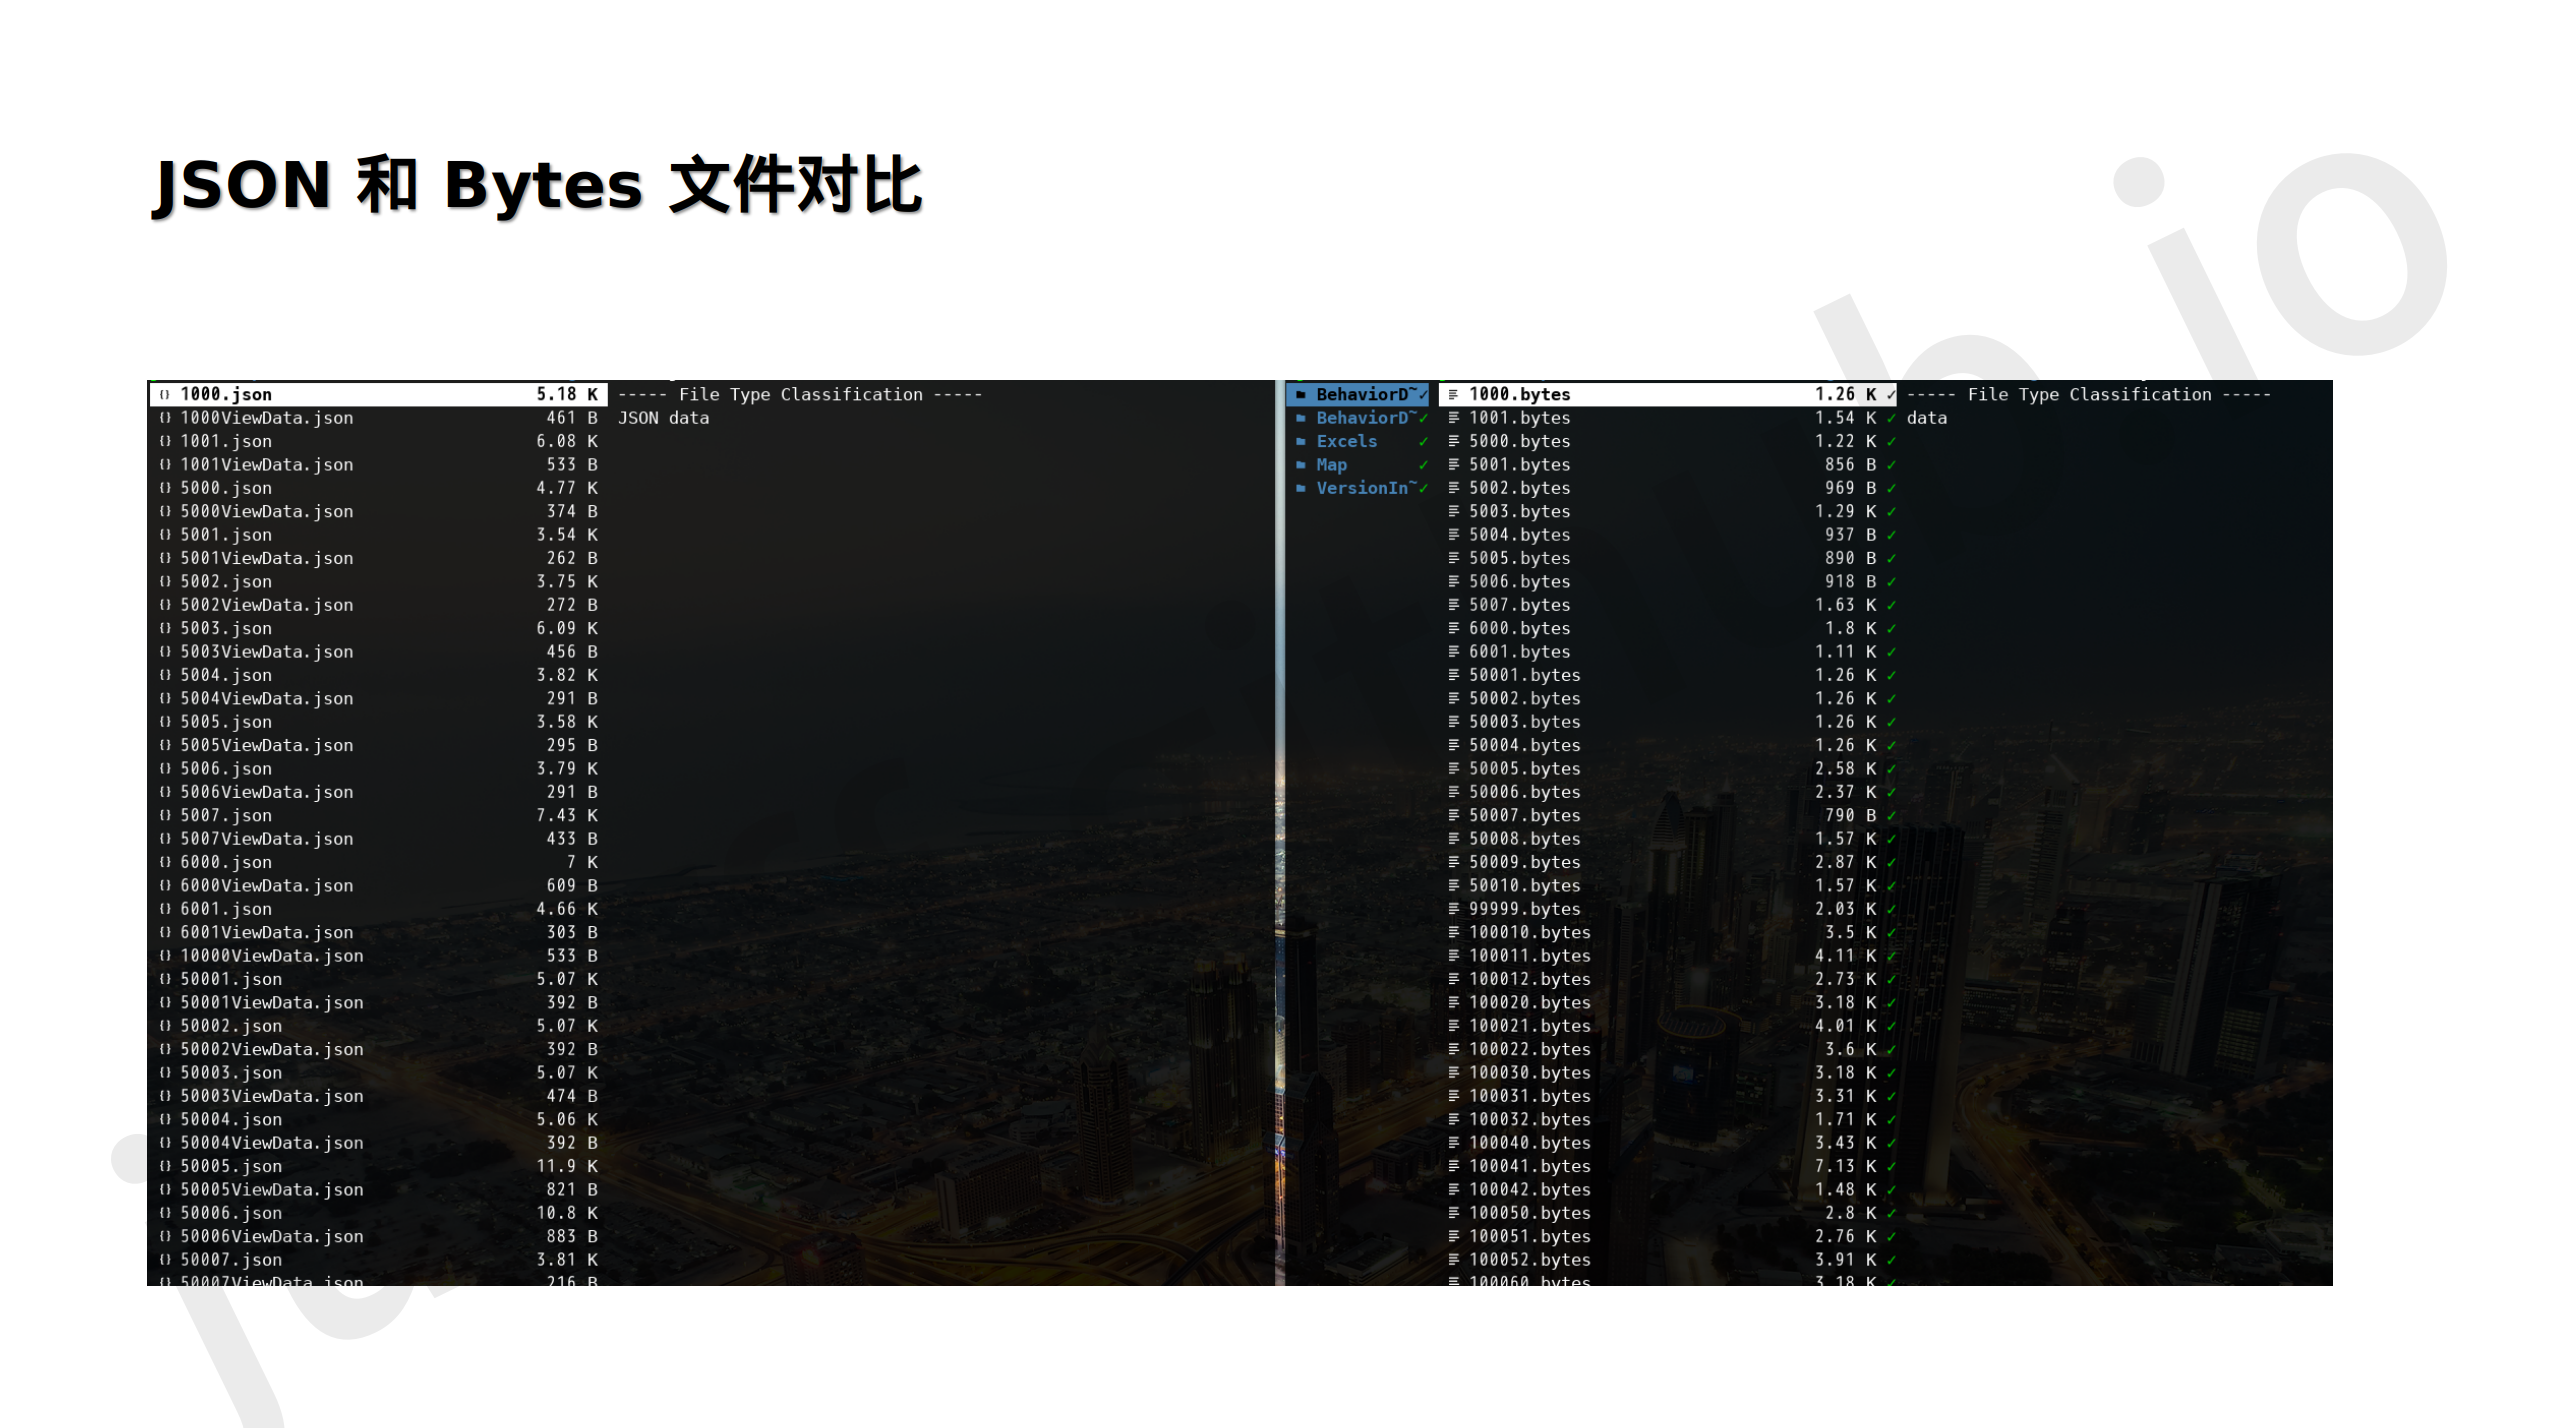 JSON 和 Bytes 文件对比
1000.json 5.18 K
1000ViewData.json 461 B
1001.json 6.08 K
1001ViewData.json 533 B
5000.json 4.77 K
5000ViewData.json 374 B
5001.json 3.54 K
5001ViewData.json 262 B
5002.json 3.75 K
5002ViewData.json 272 B
5003.json 6.09 K
5003ViewData.json 456 B
5004.json 3.82 K
5004ViewData.json 291 B
5005.json 3.58 K
5005ViewData.json 295 B
5006.json 3.79 K
5006ViewData.json 291 B
5007.json 7.43 K
5007ViewData.json 433 B
6000.json 7 K
6000ViewData.json 609 B
6001.json 4.66 K
6001ViewData.json 303 B
10000ViewData.json 533 B
50001.json 5.07 K
50001ViewData.json 392 B
50002.json 5.07 K
50002ViewData.json 392 B
50003.json 5.07 K
50003ViewData.json 474 B
50004.json 5.06 K
50004ViewData.json 392 B
50005.json 11.9 K
50005ViewData.json 821 B
50006.json 10.8 K
50006ViewData.json 883 B
50007.json 3.81 K
50007ViewData.json 216 B
----- File Type Classification -----
JSON data
BehaviorD~✓
BehaviorD~✓
Excels ✓
Map ✓
VersionIn~✓
1000.bytes 1.26 K ✓
1001.bytes 1.54 K ✓
5000.bytes 1.22 K ✓
5001.bytes 856 B ✓
5002.bytes 969 B ✓
5003.bytes 1.29 K ✓
5004.bytes 937 B ✓
5005.bytes 890 B ✓
5006.bytes 918 B ✓
5007.bytes 1.63 K ✓
6000.bytes 1.8 K ✓
6001.bytes 1.11 K ✓
50001.bytes 1.26 K ✓
50002.bytes 1.26 K ✓
50003.bytes 1.26 K ✓
50004.bytes 1.26 K ✓
50005.bytes 2.58 K ✓
50006.bytes 2.37 K ✓
50007.bytes 790 B ✓
50008.bytes 1.57 K ✓
50009.bytes 2.87 K ✓
50010.bytes 1.57 K ✓
99999.bytes 2.03 K ✓
100010.bytes 3.5 K ✓
100011.bytes 4.11 K ✓
100012.bytes 2.73 K ✓
100020.bytes 3.18 K ✓
100021.bytes 4.01 K ✓
100022.bytes 3.6 K ✓
100030.bytes 3.18 K ✓
100031.bytes 3.31 K ✓
100032.bytes 1.71 K ✓
100040.bytes 3.43 K ✓
100041.bytes 7.13 K ✓
100042.bytes 1.48 K ✓
100050.bytes 2.8 K ✓
100051.bytes 2.76 K ✓
100052.bytes 3.91 K ✓
100060.bytes 3.18 K ✓
----- File Type Classification -----
data